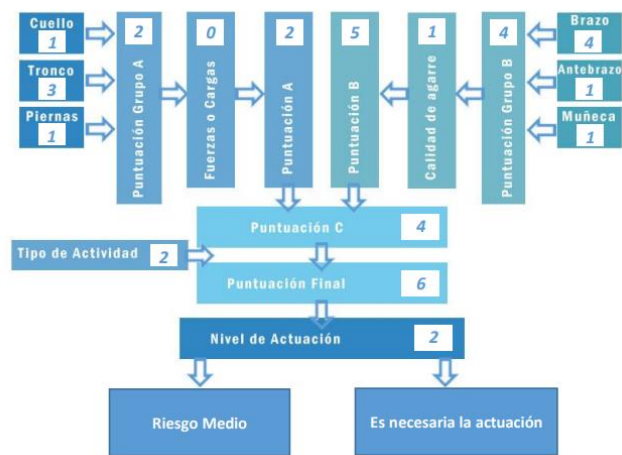 Cuello
1
Tronco
3
Piernas
1
2
Puntuación Grupo A
0
Fuerzas o Cargas
2
Puntuación A
5
Puntuación B
1
Calidad de agarre
4
Puntuación Grupo B
Brazo
4
Antebrazo
1
Muñeca
1
Puntuación C 4
Tipo de Actividad 2
Puntuación Final 6
Nivel de Actuación 2
Riesgo Medio
Es necesaria la actuación